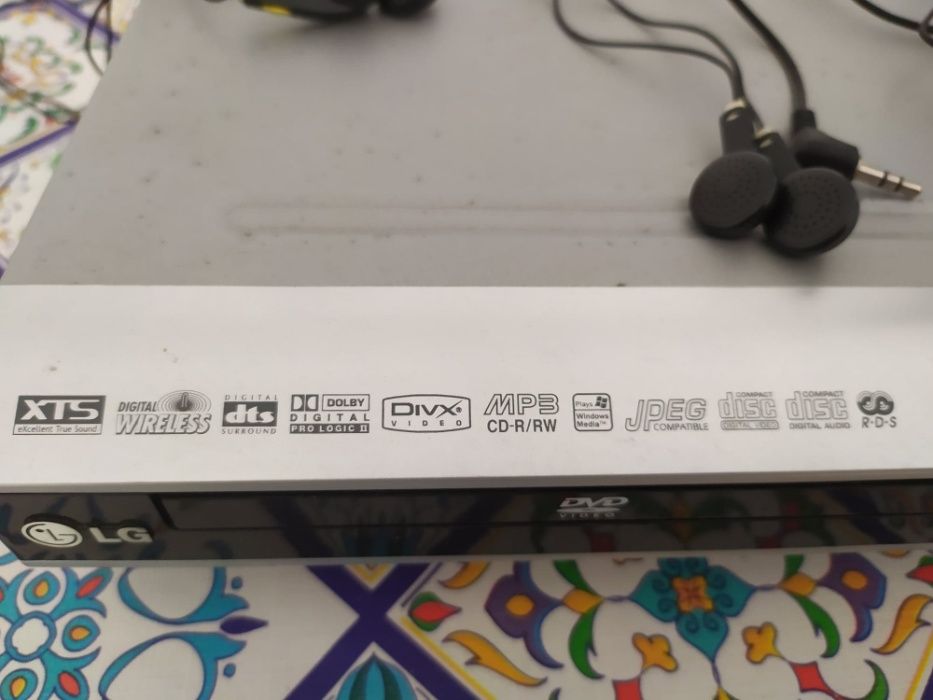 XTS
eXcellent True Sound
DIGITAL
WIRELESS
DIGITAL
dts
SURROUND
DOLBY
DIGITAL
PRO LOGIC II
DIVX®
VIDEO
MP3
CD-R/RW
Plays
Windows
Media™
JPEG
COMPATIBLE
COMPACT
disc
DIGITAL VIDEO
COMPACT
disc
DIGITAL AUDIO
R·D·S
DVD
VIDEO
LG